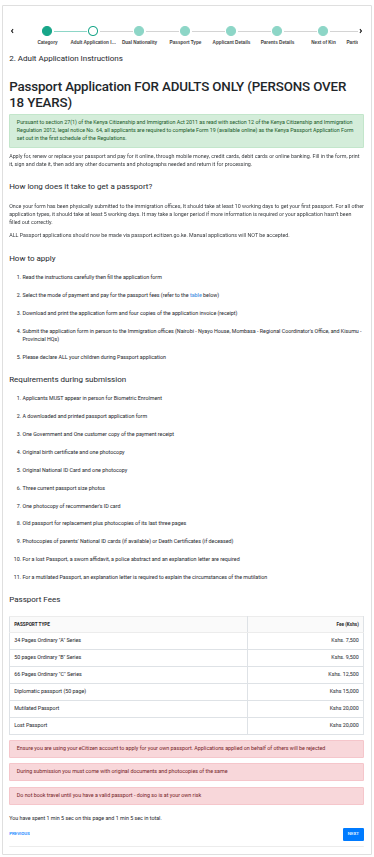 ‹ ›
Category Adult Application I... Dual Nationality Passport Type Applicant Details Parents Details Next of Kin Paris
2. Adult Application Instructions
Passport Application FOR ADULTS ONLY (PERSONS OVER
18 YEARS)
Pursuant to section 27(1) of the Kenya Citizenship and Immigration Act 2011 as read with section 12 of the Kenya Citizenship and Immigration
Regulation 2012, legal notice No. 64, all applicants are required to complete Form 19 (available online) as the Kenya Passport Application Form
set out in the first schedule of the Regulations.
Apply for, renew or replace your passport and pay for it online, through mobile money, credit cards, debit cards or online banking. Fill in the form, print
it, sign and date it, then add any other documents and photographs needed and return it for processing.
How long does it take to get a passport?
Once your form has been physically submitted to the immigration offices, it should take at least 10 working days to get your first passport. For all other
application types, it should take at least 5 working days. It may take a longer period if more information is required or your application hasn't been
filled out correctly.
ALL Passport applications should now be made via passport.ecitizen.go.ke. Manual applications will NOT be accepted.
How to apply
1. Read the instructions carefully then fill the application form
2. Select the mode of payment and pay for the passport fees (refer to the table below)
3. Download and print the application form and four copies of the application invoice (receipt)
4. Submit the application form in person to the Immigration offices (Nairobi - Nyayo House, Mombasa - Regional Coordinator's Office, and Kisumu -
Provincial HQs)
5. Please declare ALL your children during Passport application
Requirements during submission
1. Applicants MUST appear in person for Biometric Enrolment
2. A downloaded and printed passport application form
3. One Government and One customer copy of the payment receipt
4. Original birth certificate and one photocopy
5. Original National ID Card and one photocopy
6. Three current passport size photos
7. One photocopy of recommender's ID card
8. Old passport for replacement plus photocopies of its last three pages
9. Photocopies of parents' National ID cards (if available) or Death Certificates (if deceased)
10. For a lost Passport, a sworn affidavit, a police abstract and an explanation letter are required
11. For a mutilated Passport, an explanation letter is required to explain the circumstances of the mutilation
Passport Fees
PASSPORT TYPE Fee (Kshs)
34 Pages Ordinary "A" Series Kshs. 7,500
50 pages Ordinary "B" Series Kshs. 9,500
66 Pages Ordinary "C" Series Kshs. 12,500
Diplomatic passport (50 page) Kshs 15,000
Mutilated Passport Kshs 20,000
Lost Passport Kshs 20,000
Ensure you are using your eCitizen account to apply for your own passport. Applications applied on behalf of others will be rejected
During submission you must come with original documents and photocopies of the same
Do not book travel until you have a valid passport - doing so is at your own risk
You have spent 1 min 5 sec on this page and 1 min 5 sec in total.
PREVIOUS NEXT